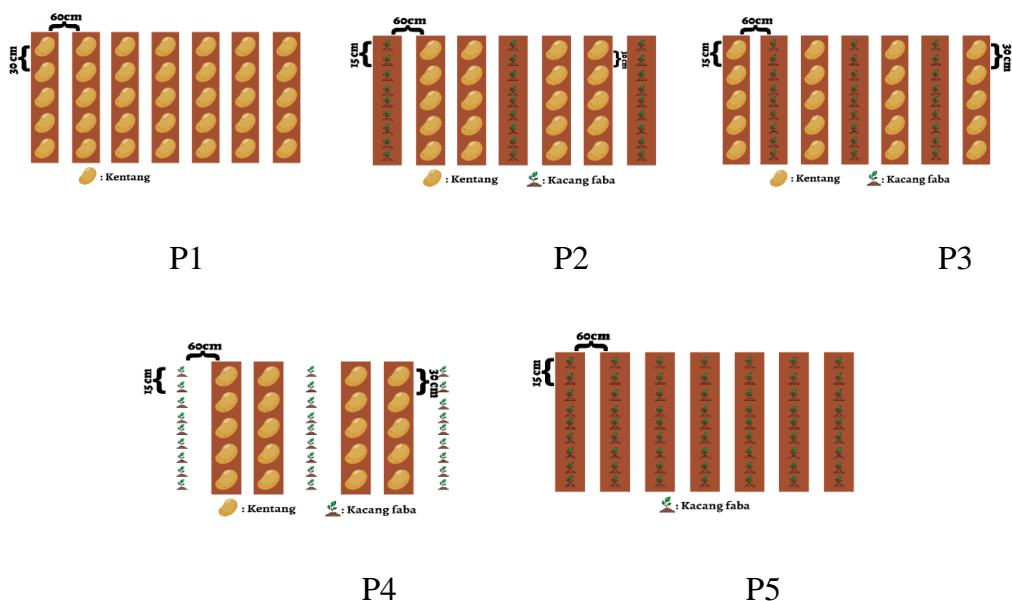 60cm
30 cm
: Kentang
P1
60cm
15 cm
30 cm
: Kentang : Kacang faba
P2
60cm
15 cm
30 cm
: Kentang : Kacang faba
P3
60cm
15 cm
30 cm
: Kentang : Kacang faba
P4
60cm
15 cm
: Kacang faba
P5